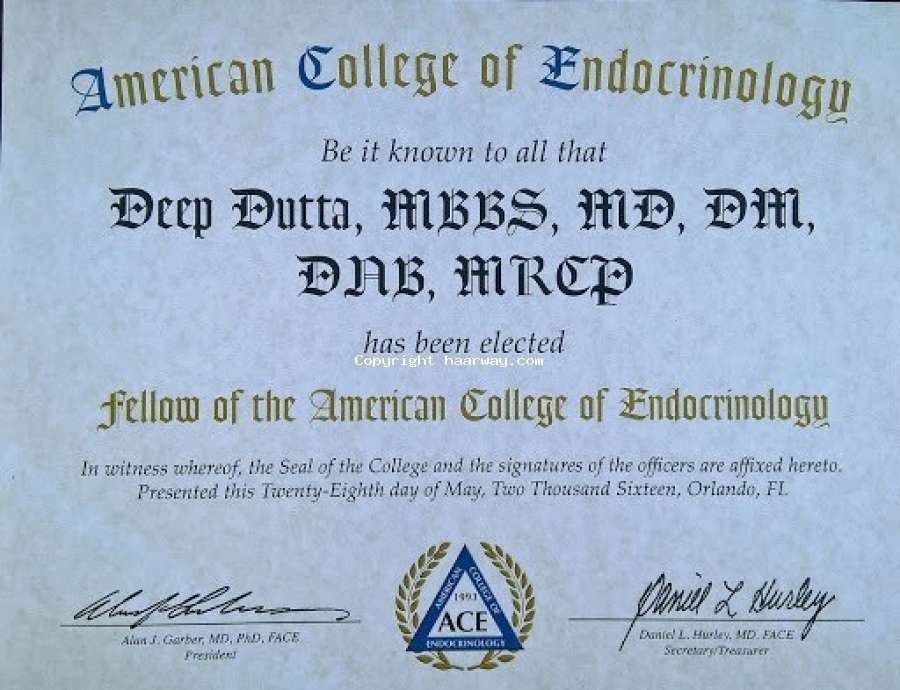 American College of Endocrinology
Be it known to all that
Deep Dutta, MBBS, MD, DM,
DNB, MRCP
has been elected
Copyright haarway.com
Fellow of the American College of Endocrinology
In witness whereof, the Seal of the College and the signatures of the officers are affixed hereto.
Presented this Twenty-Eighth day of May, Two Thousand Sixteen, Orlando, FL
AMERICAN COLLEGE OF
1993
ACE
ENDOCRINOLOGY
Alan J. Garber, MD, PhD, FACE
President
Daniel L Hurley
Daniel L. Hurley, MD, FACE
Secretary/Treasurer